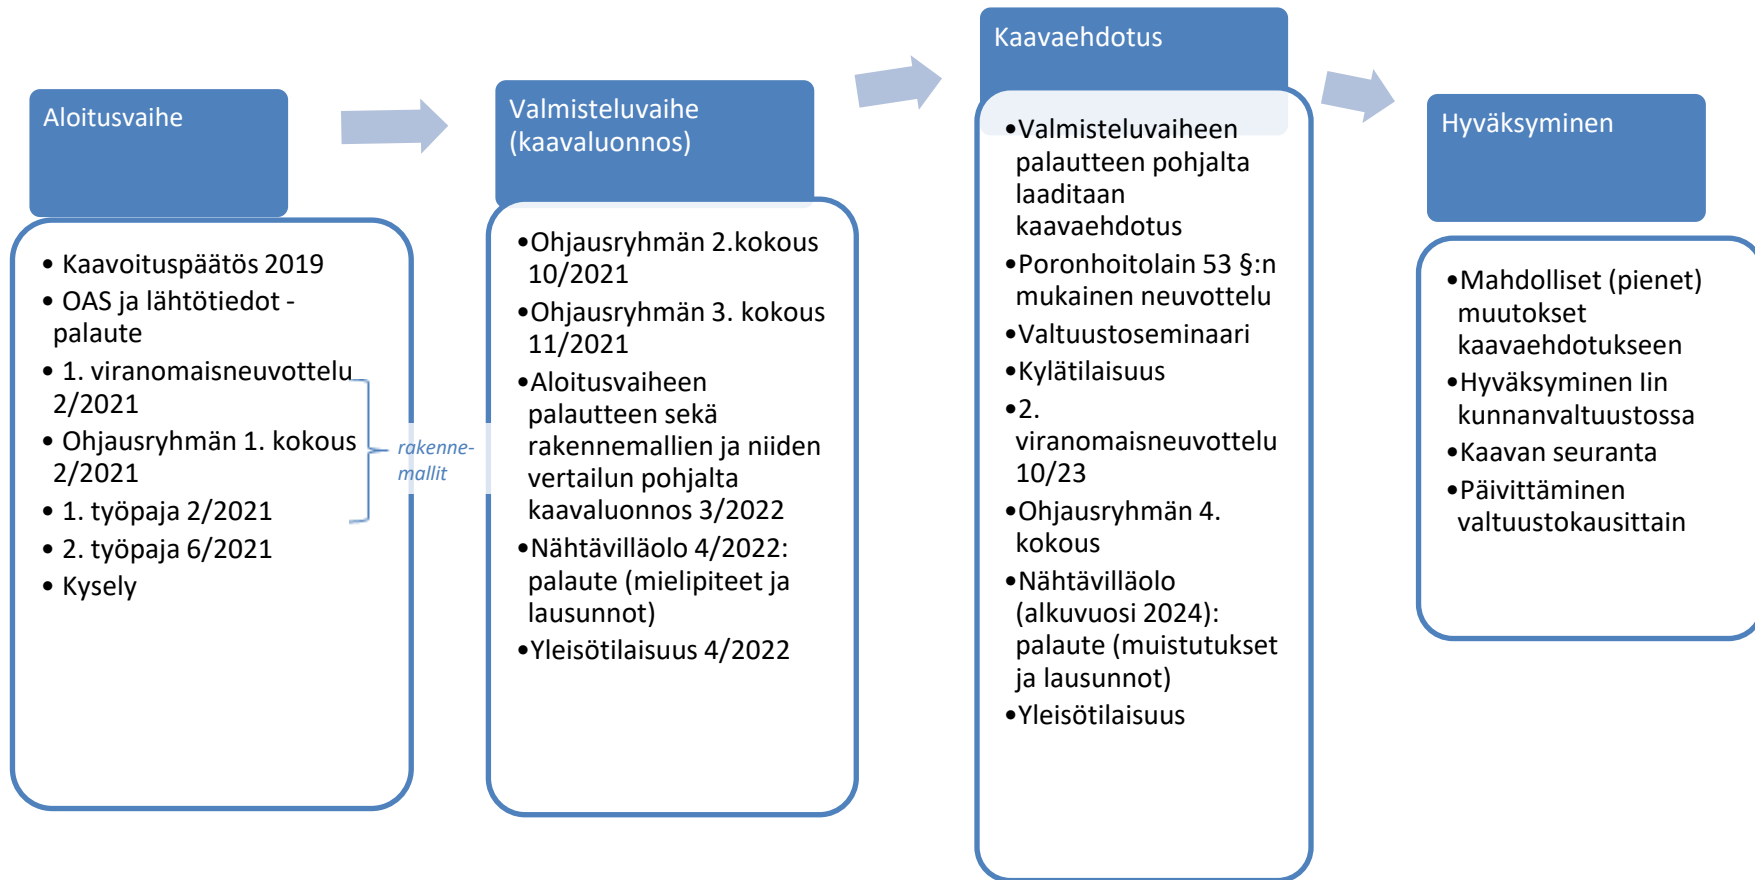 Aloitusvaihe
• Kaavoituspäätös 2019
• OAS ja lähtötiedot -
palaute
• 1. viranomaisneuvottelu
2/2021
• Ohjausryhmän 1. kokous
2/2021
• 1. työpaja 2/2021
• 2. työpaja 6/2021
• Kysely
rakenne-
mallit
Valmisteluvaihe
(kaavaluonnos)
•Ohjausryhmän 2.kokous
10/2021
•Ohjausryhmän 3. kokous
11/2021
•Aloitusvaiheen
palautteen sekä
rakennemallien ja niiden
vertailun pohjalta
kaavaluonnos 3/2022
•Nähtävilläolo 4/2022:
palaute (mielipiteet ja
lausunnot)
•Yleisötilaisuus 4/2022
Kaavaehdotus
•Valmisteluvaiheen
palautteen pohjalta
laaditaan
kaavaehdotus
•Poronhoitolain 53 §:n
mukainen neuvottelu
•Valtuustoseminaari
•Kylätilaisuus
•2.
viranomaisneuvottelu
10/23
•Ohjausryhmän 4.
kokous
•Nähtävilläolo
(alkuvuosi 2024):
palaute (muistutukset
ja lausunnot)
•Yleisötilaisuus
Hyväksyminen
•Mahdolliset (pienet)
muutokset
kaavaehdotukseen
•Hyväksyminen Iin
kunnanvaltuustossa
•Kaavan seuranta
•Päivittäminen
valtuustokausittain